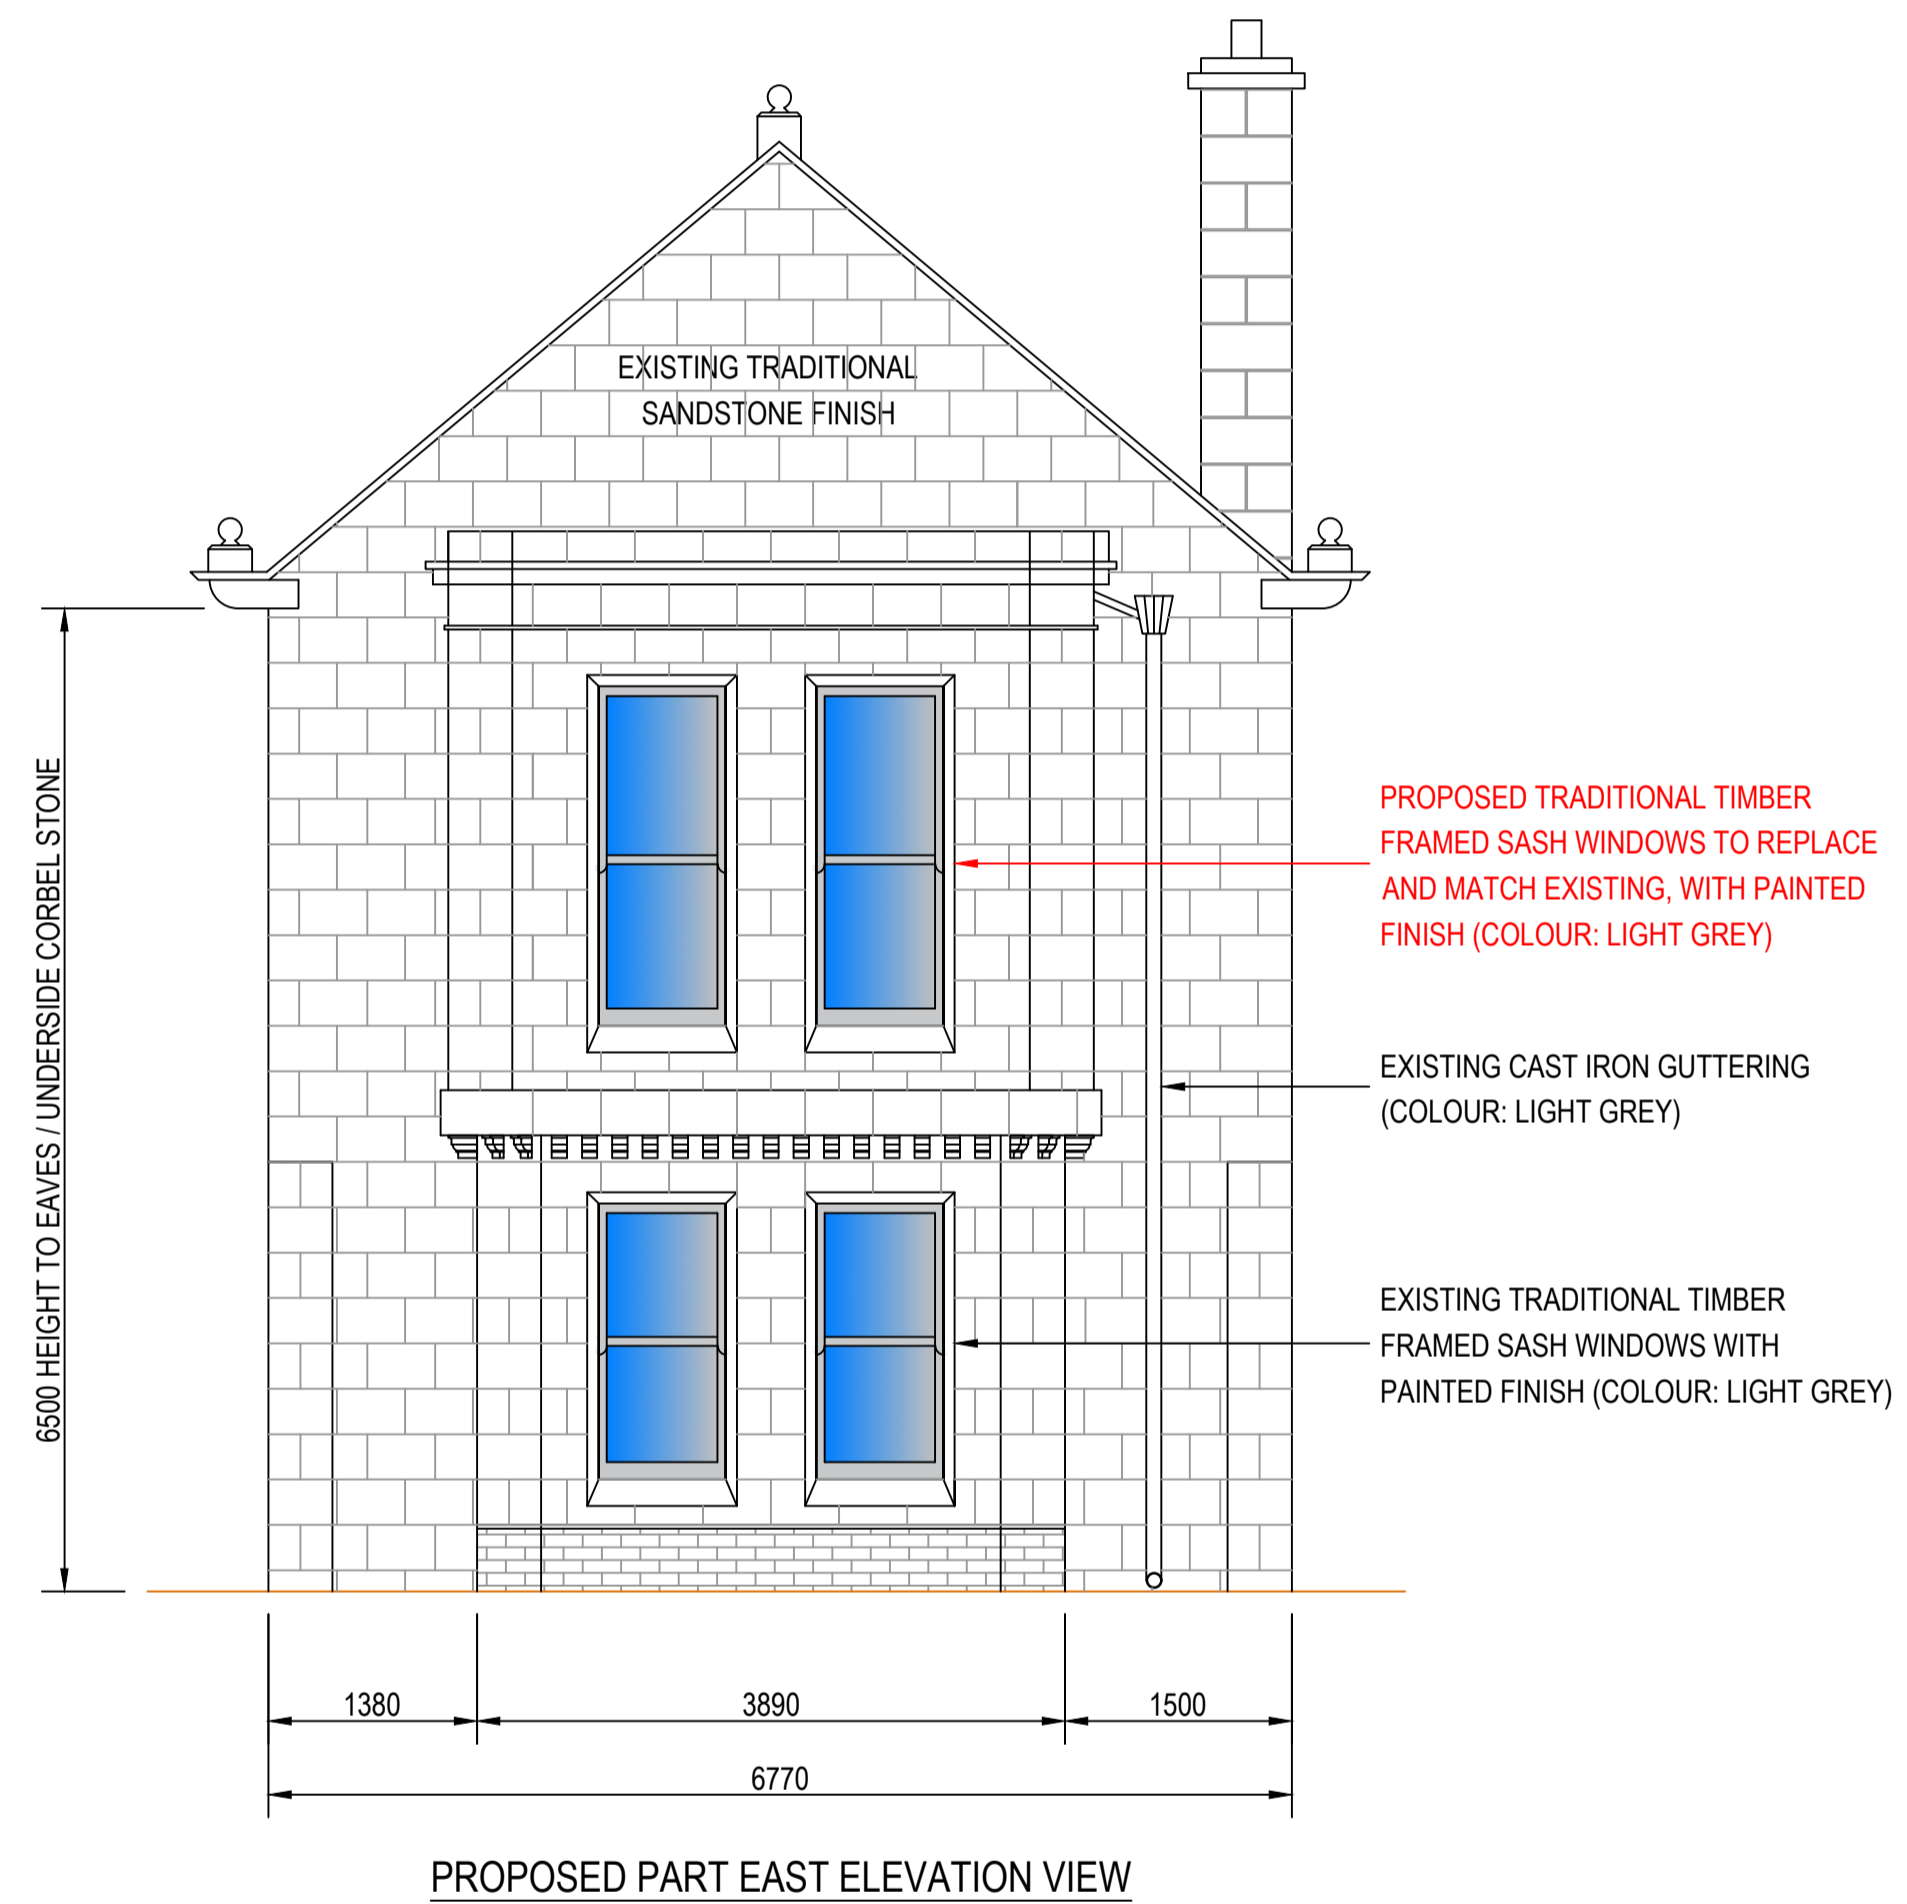 EXISTING TRADITIONAL
SANDSTONE FINISH
6500 HEIGHT TO EAVES / UNDERSIDE CORBEL STONE
PROPOSED TRADITIONAL TIMBER
FRAMED SASH WINDOWS TO REPLACE
AND MATCH EXISTING, WITH PAINTED
FINISH (COLOUR: LIGHT GREY)
EXISTING CAST IRON GUTTERING
(COLOUR: LIGHT GREY)
EXISTING TRADITIONAL TIMBER
FRAMED SASH WINDOWS WITH
PAINTED FINISH (COLOUR: LIGHT GREY)
1380 3890 1500
6770
PROPOSED PART EAST ELEVATION VIEW